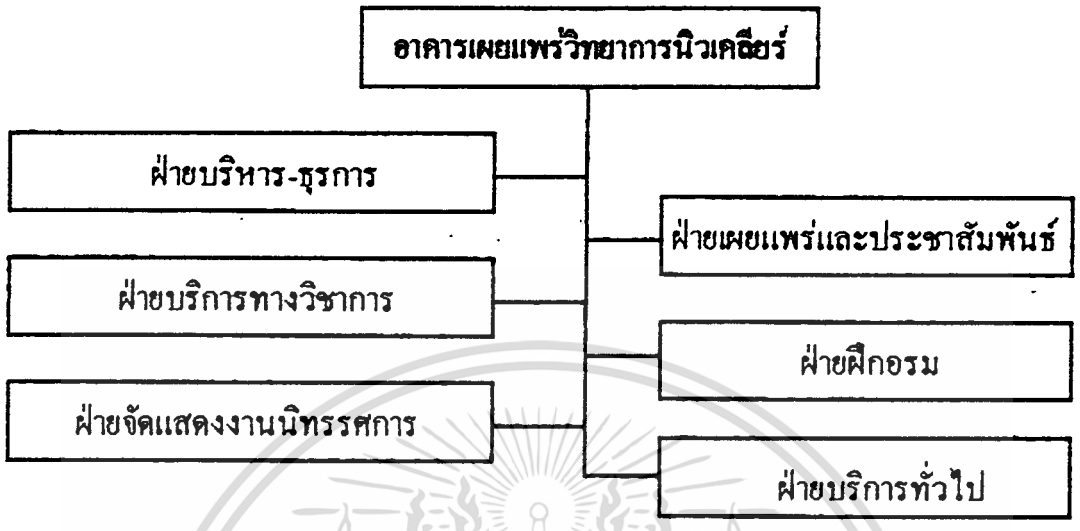 อาคารเผยแพร่วิทยาการนิวเคลียร์
ฝ่ายบริหาร-ธุรการ
ฝ่ายเผยแพร่และประชาสัมพันธ์
ฝ่ายบริการทางวิชาการ
ฝ่ายฝึกอรม
ฝ่ายจัดแสดงงานนิทรรศการ
ฝ่ายบริการทั่วไป